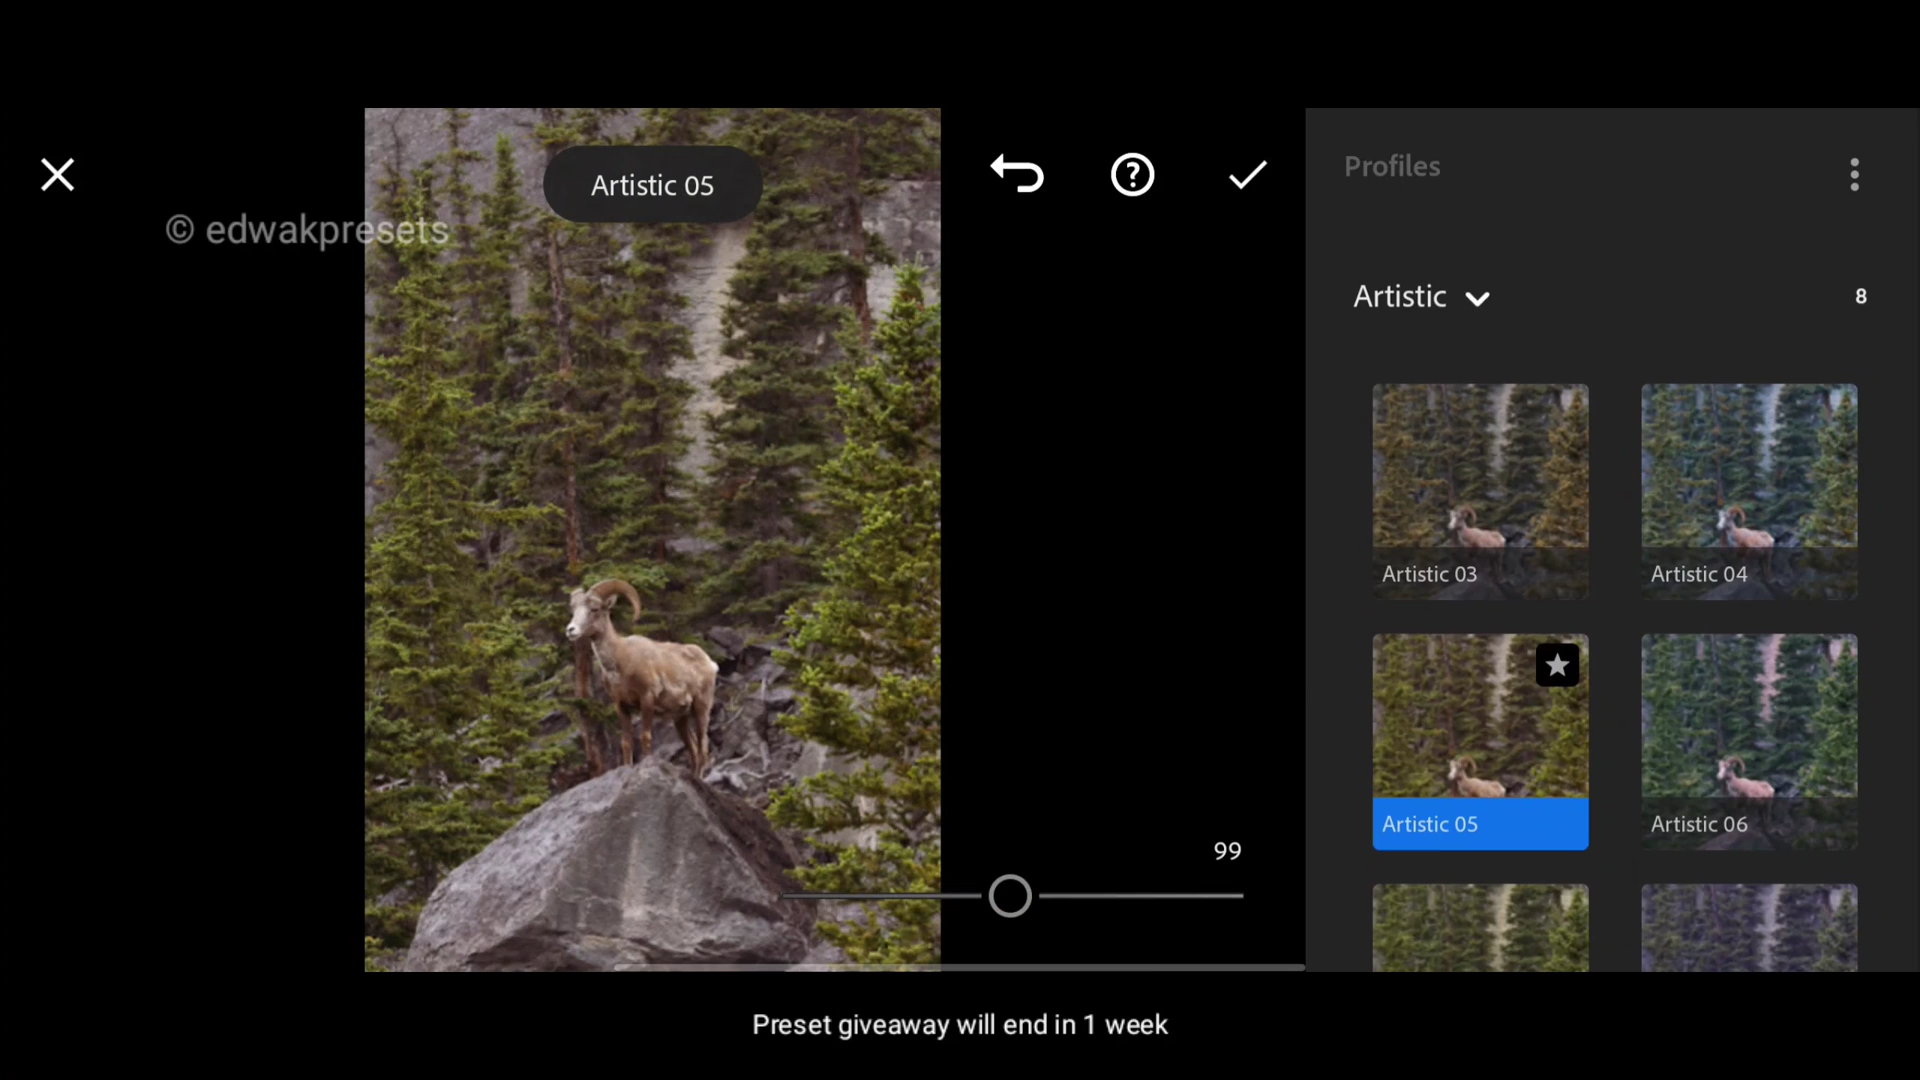 Artistic 05
Profiles
© edwakpresets
Artistic
8
Artistic 03
Artistic 04
Artistic 05
Artistic 06
99
Preset giveaway will end in 1 week